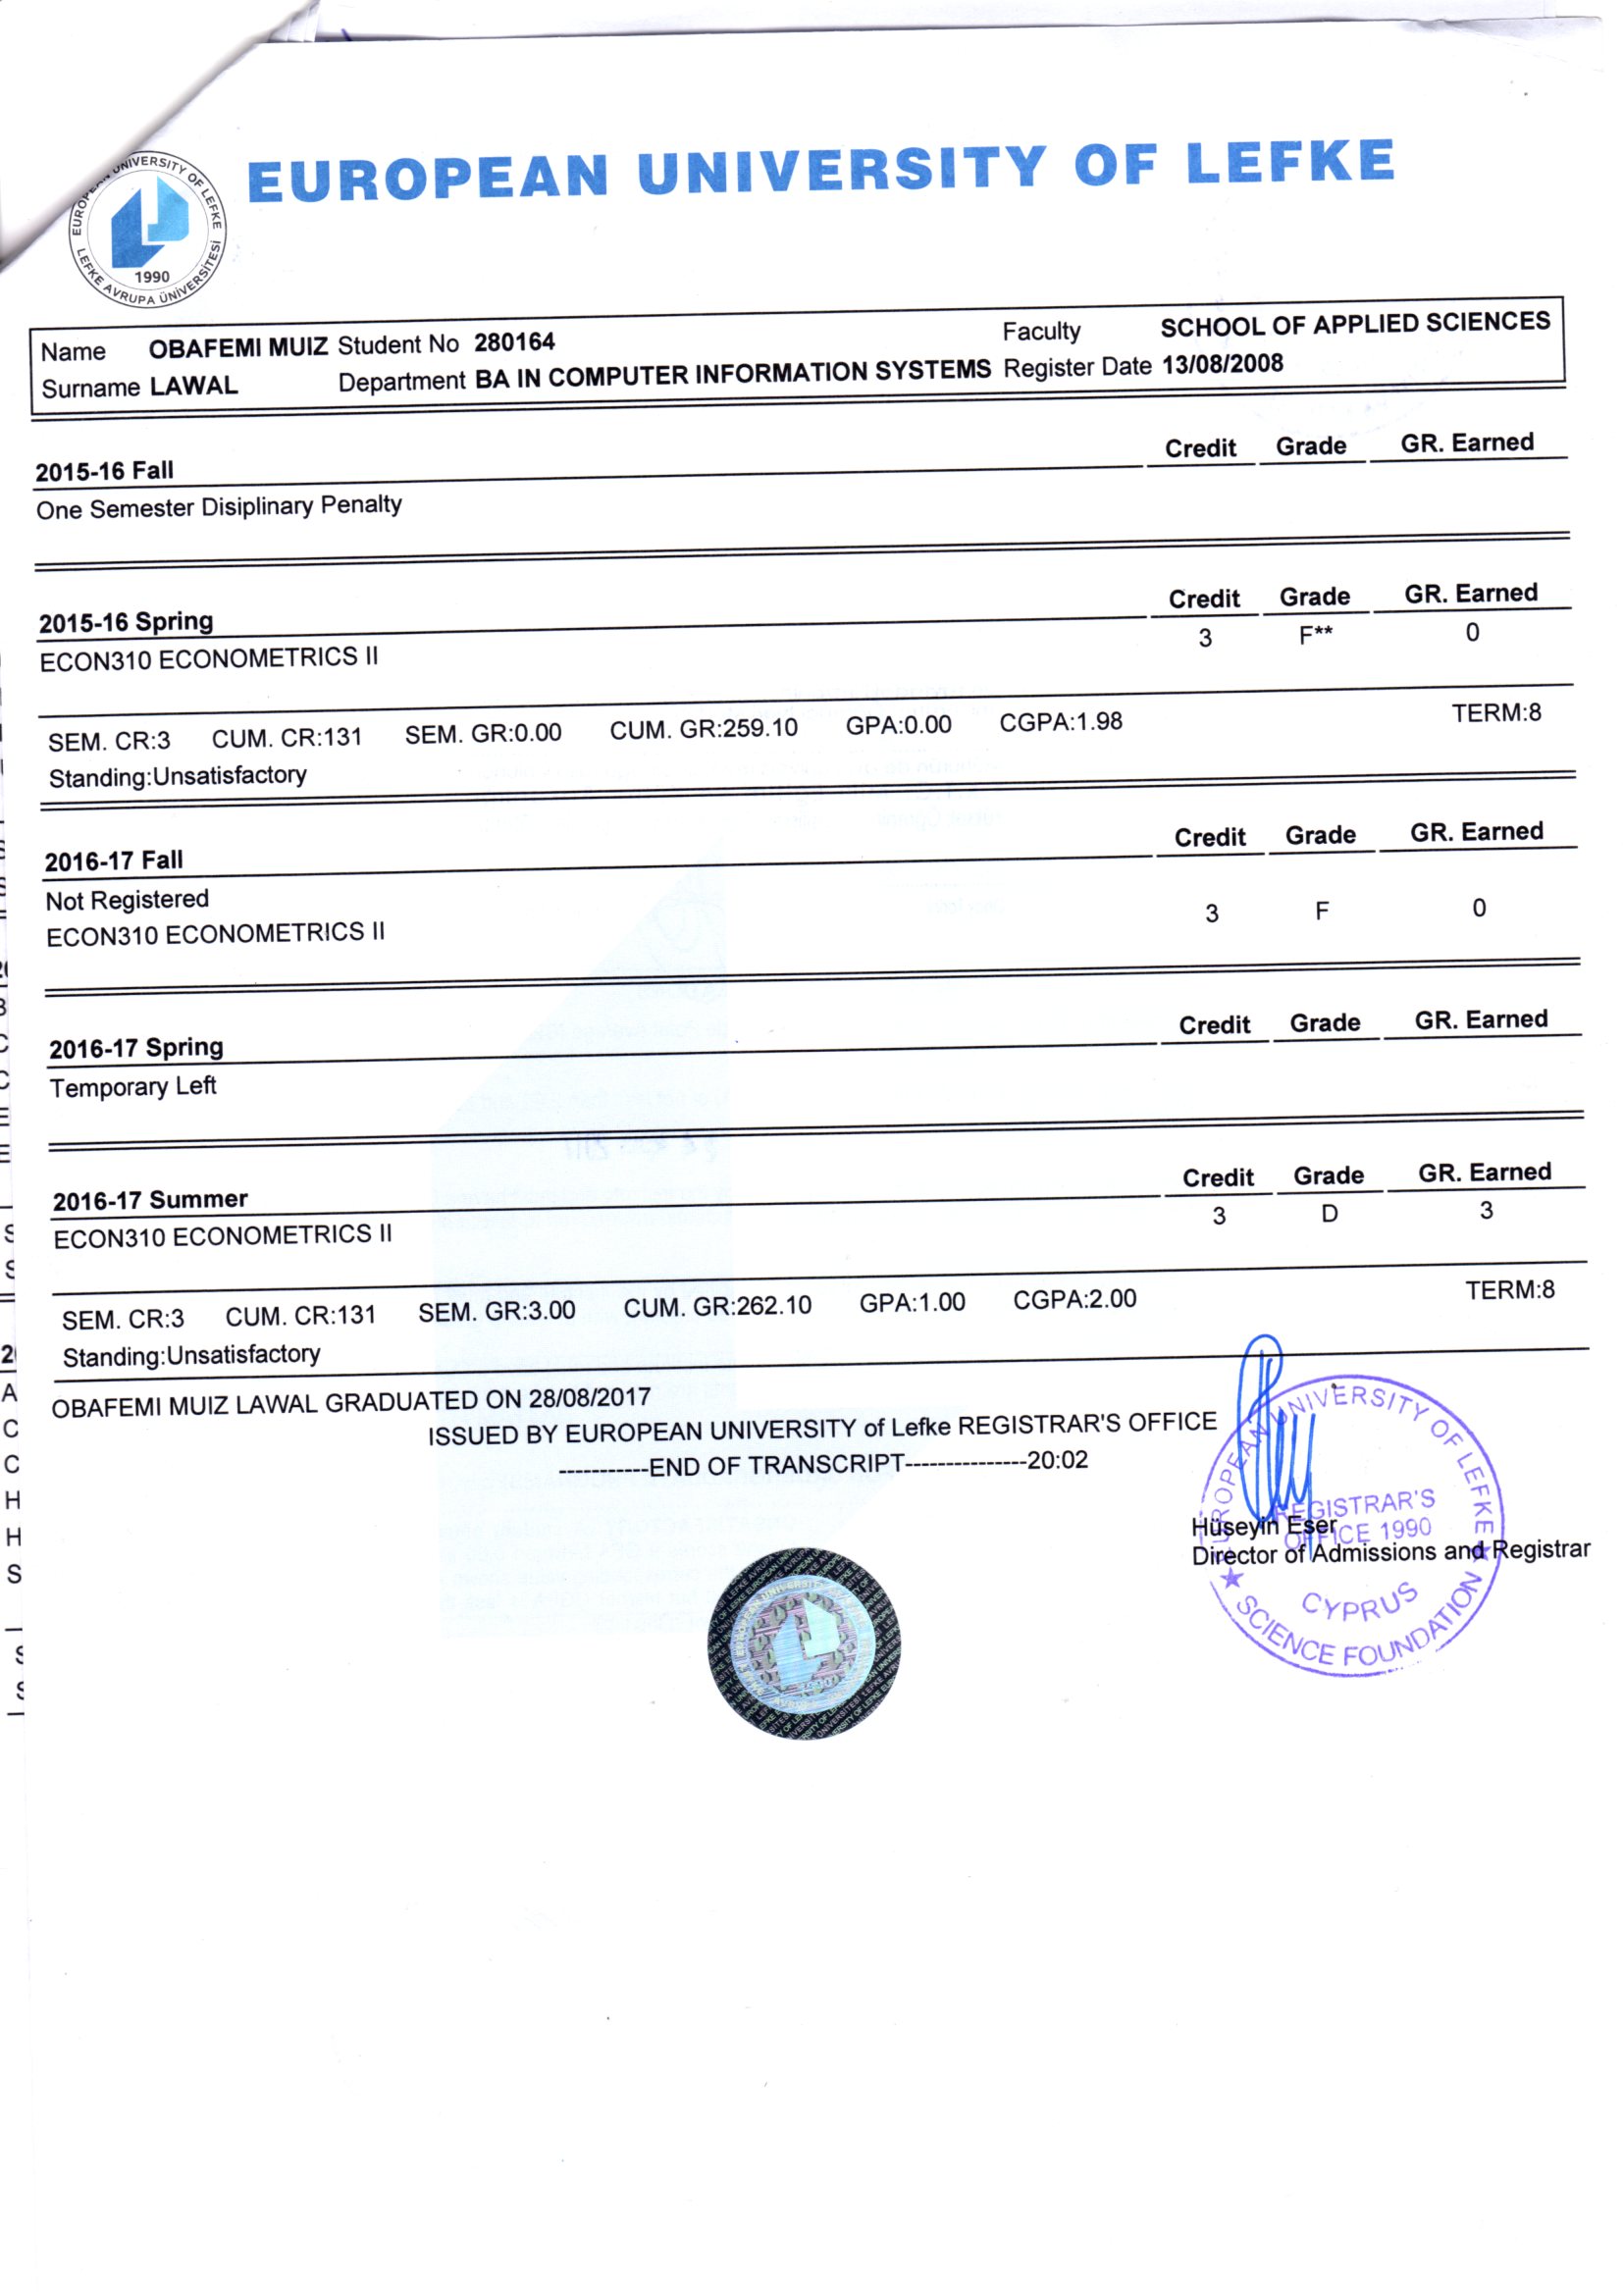 EUROPEAN UNIVERSITY OF LEFKE
UNIVERSITY OF LEFKE
LEFKE AVRUPA ÜNİVERSİTESİ
1990
Name OBAFEMI MUIZ Student No 280164 Faculty SCHOOL OF APPLIED SCIENCES
Surname LAWAL Department BA IN COMPUTER INFORMATION SYSTEMS Register Date 13/08/2008
2015-16 Fall Credit Grade GR. Earned
One Semester Disiplinary Penalty
2015-16 Spring Credit Grade GR. Earned
ECON310 ECONOMETRICS II 3 F** 0
SEM. CR:3 CUM. CR:131 SEM. GR:0.00 CUM. GR:259.10 GPA:0.00 CGPA:1.98 TERM:8
Standing:Unsatisfactory
2016-17 Fall Credit Grade GR. Earned
Not Registered
ECON310 ECONOMETRICS II 3 F 0
2016-17 Spring Credit Grade GR. Earned
Temporary Left
2016-17 Summer Credit Grade GR. Earned
ECON310 ECONOMETRICS II 3 D 3
SEM. CR:3 CUM. CR:131 SEM. GR:3.00 CUM. GR:262.10 GPA:1.00 CGPA:2.00 TERM:8
Standing:Unsatisfactory
OBAFEMI MUIZ LAWAL GRADUATED ON 28/08/2017
ISSUED BY EUROPEAN UNIVERSITY of Lefke REGISTRAR'S OFFICE
-----------END OF TRANSCRIPT---------------20:02
Hüseyin Eser
Director of Admissions and Registrar
EUROPEAN UNIVERSITY OF LEFKE
REGISTRAR'S
OFFICE 1990
CYPRUS
SCIENCE FOUNDATION